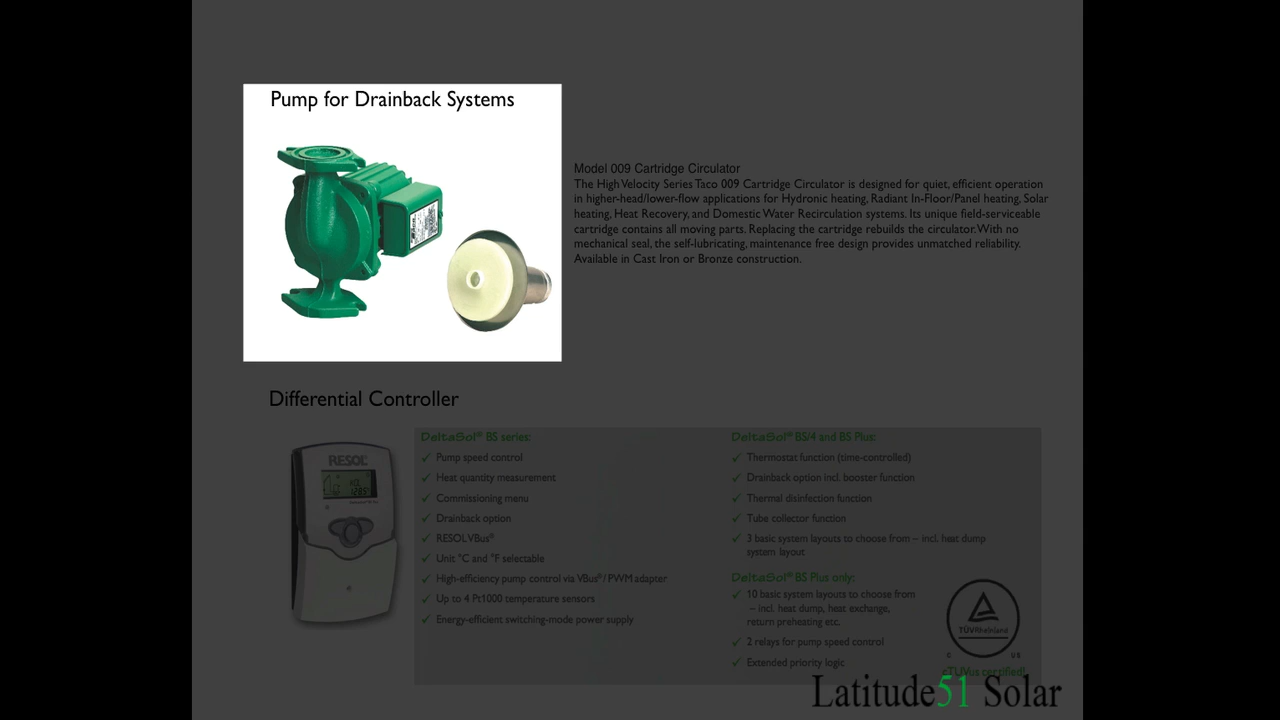 Pump for Drainback Systems
Model 009 Cartridge Circulator
The High Velocity Series Taco 009 Cartridge Circulator is designed for quiet, efficient operation
in higher-head/lower-flow applications for Hydronic heating, Radiant In-Floor/Panel heating, Solar
heating, Heat Recovery, and Domestic Water Recirculation systems. Its unique field-serviceable
cartridge contains all moving parts. Replacing the cartridge rebuilds the circulator. With no
mechanical seal, the self-lubricating, maintenance free design provides unmatched reliability.
Available in Cast Iron or Bronze construction.
Differential Controller
RESOL
DeltaSol® BS series:
✓ Pump speed control
✓ Heat quantity measurement
✓ Commissioning menu
✓ Drainback option
✓ RESOL VBus®
✓ Unit °C and °F selectable
✓ High-efficiency pump control via VBus® / PWM adapter
✓ Up to 4 Pt1000 temperature sensors
✓ Energy-efficient switching-mode power supply
DeltaSol® BS/4 and BS Plus:
✓ Thermostat function (time-controlled)
✓ Drainback option incl. booster function
✓ Thermal disinfection function
✓ Tube collector function
✓ 3 basic system layouts to choose from – incl. heat dump
system layout
DeltaSol® BS Plus only:
✓ 10 basic system layouts to choose from
– incl. heat dump, heat exchange,
return preheating etc.
✓ 2 relays for pump speed control
✓ Extended priority logic
TÜVRheinland
C US
cTUVus certified!
Latitude51 Solar